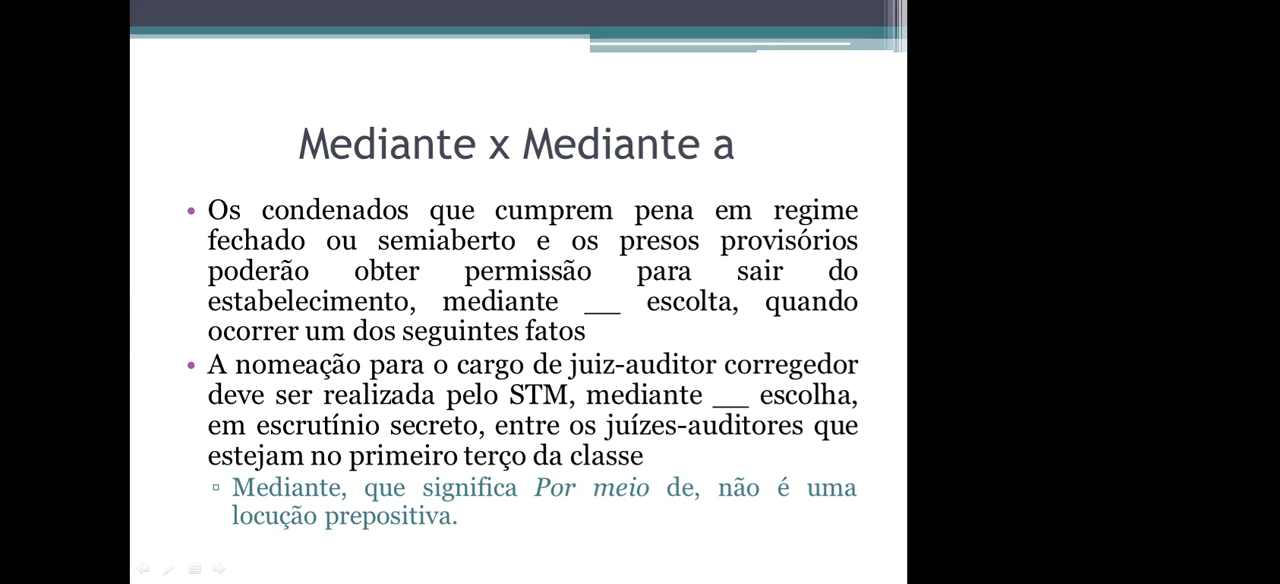 Mediante x Mediante a
• Os condenados que cumprem pena em regime
fechado ou semiaberto e os presos provisórios
poderão obter permissão para sair do
estabelecimento, mediante __ escolta, quando
ocorrer um dos seguintes fatos
• A nomeação para o cargo de juiz-auditor corregedor
deve ser realizada pelo STM, mediante __ escolha,
em escrutínio secreto, entre os juízes-auditores que
estejam no primeiro terço da classe
▫ Mediante, que significa Por meio de, não é uma
locução prepositiva.